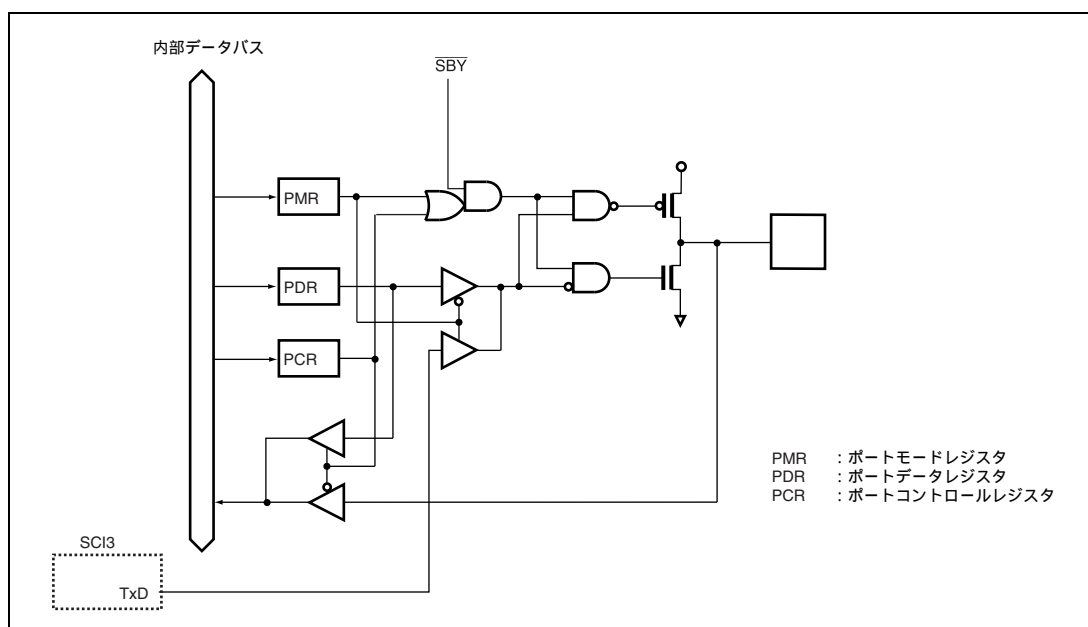 内部データバス
SBY
PMR
PDR
PCR
PMR :ポートモードレジスタ
PDR :ポートデータレジスタ
PCR :ポートコントロールレジスタ
SCI3
TxD